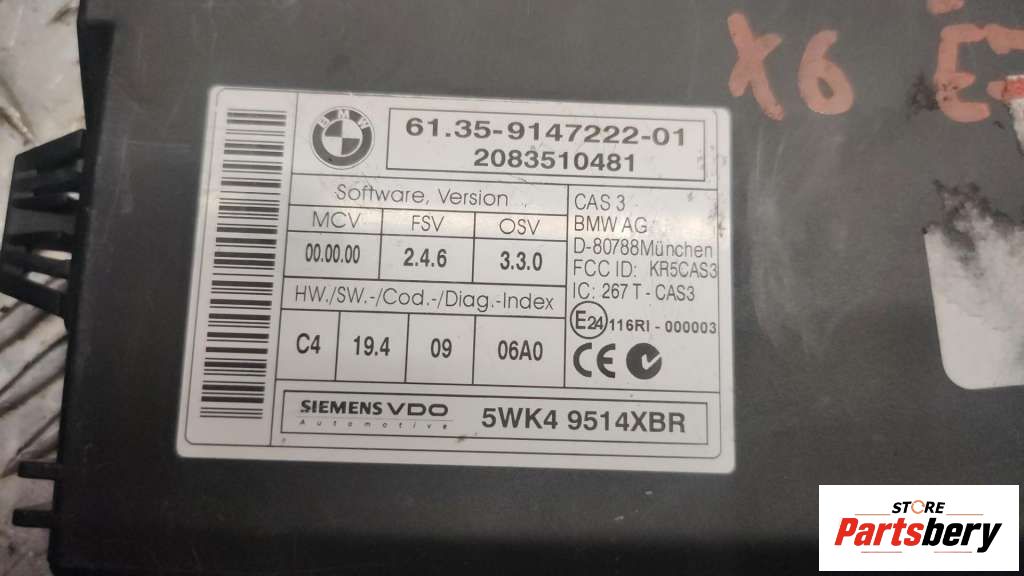 X6 E
BMW
61.35-9147222-01
2083510481
Software, Version
MCV FSV OSV
00.00.00 2.4.6 3.3.0
HW./SW.-/Cod.-/Diag.-Index
C4 19.4 09 06A0
CAS 3
BMW AG
D-80788München
FCC ID: KR5CAS3
IC: 267 T - CAS3
E24 116RI - 000003
CE
SIEMENS VDO
Automotive
5WK4 9514XBR
STORE
Partsbery